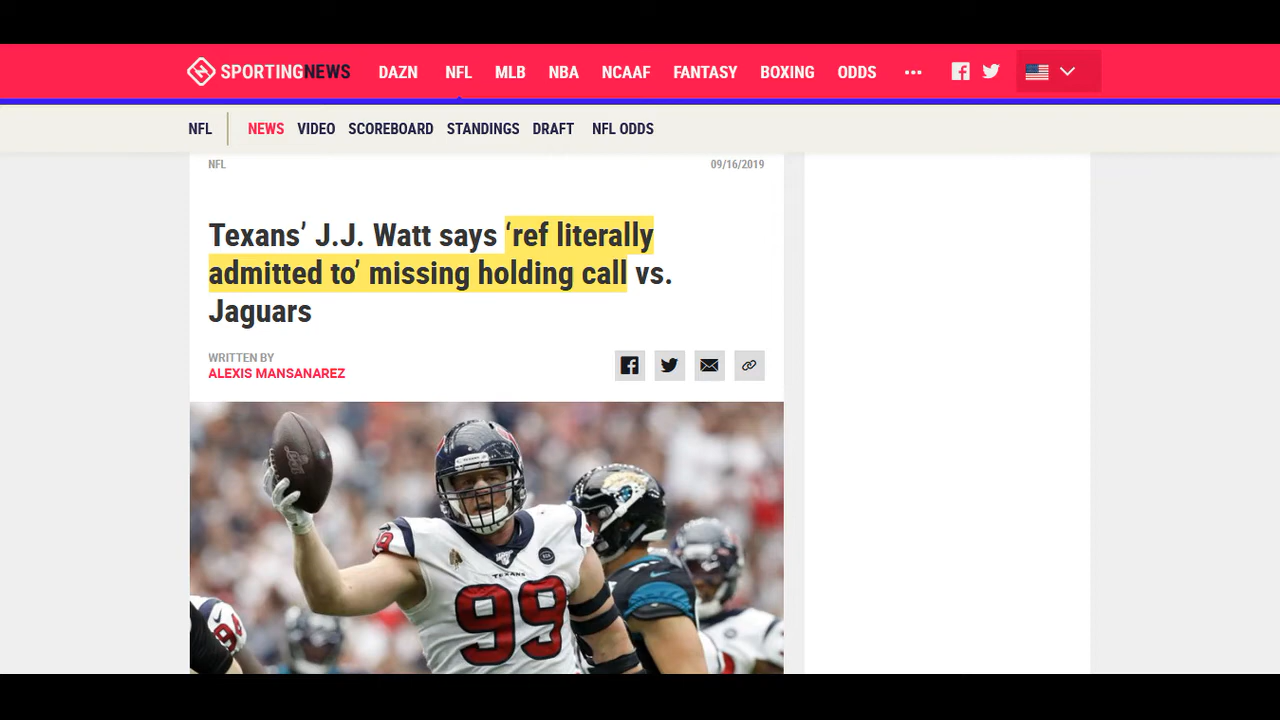 SPORTINGNEWS DAZN NFL MLB NBA NCAAF FANTASY BOXING ODDS •••
NFL NEWS VIDEO SCOREBOARD STANDINGS DRAFT NFL ODDS
NFL 09/16/2019
Texans’ J.J. Watt says ‘ref literally
admitted to’ missing holding call vs.
Jaguars
WRITTEN BY
ALEXIS MANSANAREZ
TEXANS
99
99
94